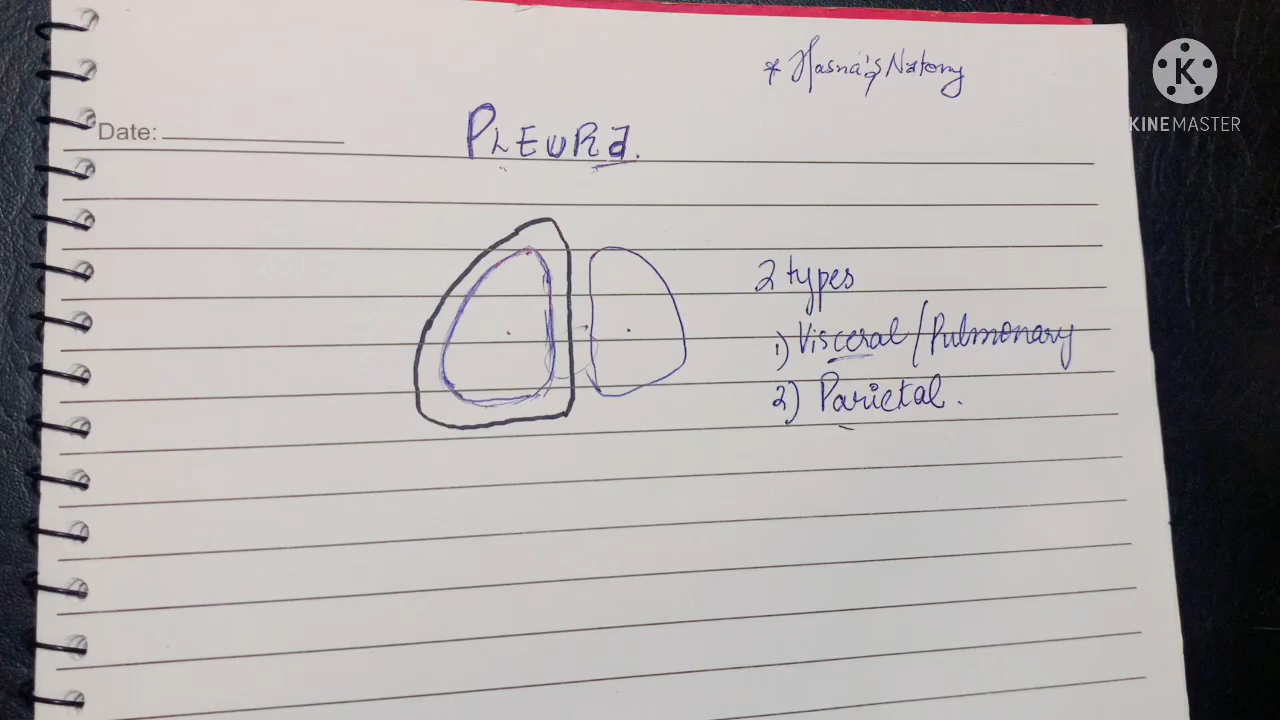 * Hasna's Natomy
K
KINEMASTER
Date:
PLEURA.
2 types
1) Visceral / Pulmonary
2) Parietal.